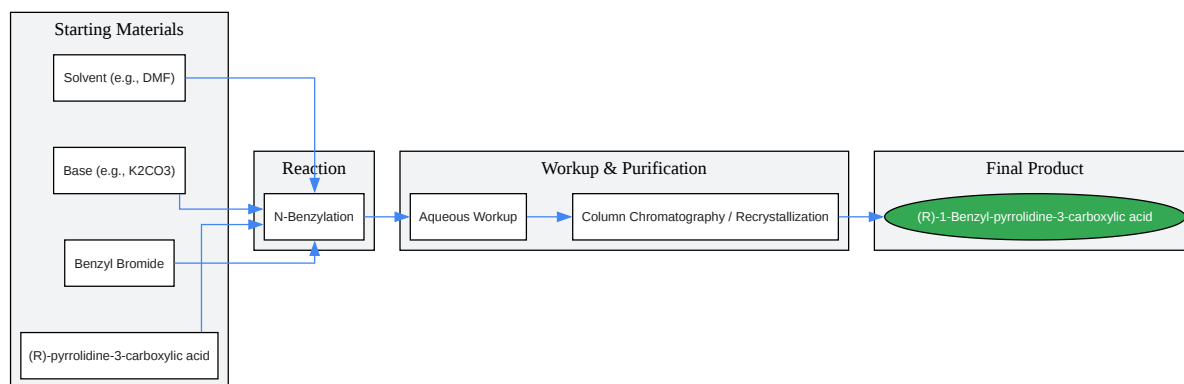 Starting Materials
Solvent (e.g., DMF)
Base (e.g., K2CO3)
Benzyl Bromide
(R)-pyrrolidine-3-carboxylic acid
Reaction
N-Benzylation
Workup & Purification
Aqueous Workup
Column Chromatography / Recrystallization
Final Product
(R)-1-Benzyl-pyrrolidine-3-carboxylic acid